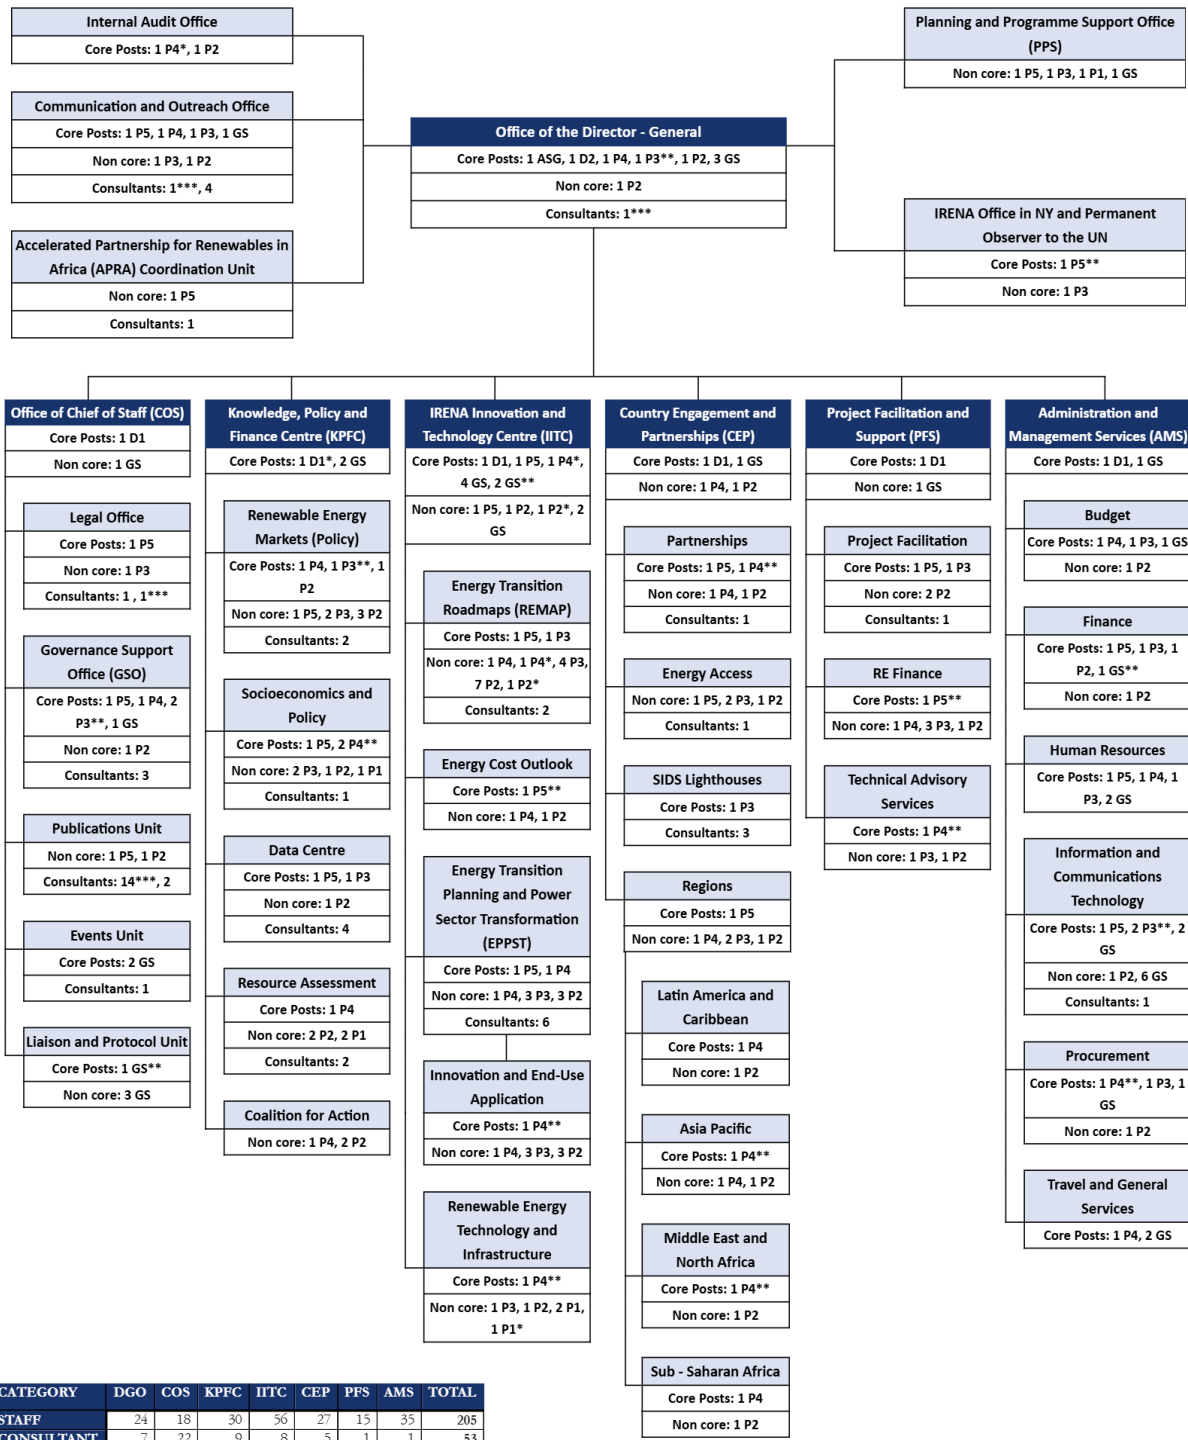 Internal Audit Office
Core Posts: 1 P4*, 1 P2
Communication and Outreach Office
Core Posts: 1 P5, 1 P4, 1 P3, 1 GS
Non core: 1 P3, 1 P2
Consultants: 1***, 4
Accelerated Partnership for Renewables in
Africa (APRA) Coordination Unit
Non core: 1 P5
Consultants: 1
Office of the Director - General
Core Posts: 1 ASG, 1 D2, 1 P4, 1 P3**, 1 P2, 3 GS
Non core: 1 P2
Consultants: 1***
Planning and Programme Support Office
(PPS)
Non core: 1 P5, 1 P3, 1 P1, 1 GS
IRENA Office in NY and Permanent
Observer to the UN
Core Posts: 1 P5**
Non core: 1 P3
Office of Chief of Staff (COS)
Core Posts: 1 D1
Non core: 1 GS
Legal Office
Core Posts: 1 P5
Non core: 1 P3
Consultants: 1 , 1***
Governance Support
Office (GSO)
Core Posts: 1 P5, 1 P4, 2
P3**, 1 GS
Non core: 1 P2
Consultants: 3
Publications Unit
Non core: 1 P5, 1 P2
Consultants: 14***, 2
Events Unit
Core Posts: 2 GS
Consultants: 1
Liaison and Protocol Unit
Core Posts: 1 GS**
Non core: 3 GS
Knowledge, Policy and
Finance Centre (KPFC)
Core Posts: 1 D1*, 2 GS
Renewable Energy
Markets (Policy)
Core Posts: 1 P4, 1 P3**, 1
P2
Non core: 1 P5, 2 P3, 3 P2
Consultants: 2
Socioeconomics and
Policy
Core Posts: 1 P5, 2 P4**
Non core: 2 P3, 1 P2, 1 P1
Consultants: 1
Data Centre
Core Posts: 1 P5, 1 P3
Non core: 1 P2
Consultants: 4
Resource Assessment
Core Posts: 1 P4
Non core: 2 P2, 2 P1
Consultants: 2
Coalition for Action
Non core: 1 P4, 2 P2
IRENA Innovation and
Technology Centre (IITC)
Core Posts: 1 D1, 1 P5, 1 P4*,
4 GS, 2 GS**
Non core: 1 P5, 1 P2, 1 P2*, 2
GS
Energy Transition
Roadmaps (REMAP)
Core Posts: 1 P5, 1 P3
Non core: 1 P4, 1 P4*, 4 P3,
7 P2, 1 P2*
Consultants: 2
Energy Cost Outlook
Core Posts: 1 P5**
Non core: 1 P4, 1 P2
Energy Transition
Planning and Power
Sector Transformation
(EPPST)
Core Posts: 1 P5, 1 P4
Non core: 1 P4, 3 P3, 3 P2
Consultants: 6
Innovation and End-Use
Application
Core Posts: 1 P4**
Non core: 1 P4, 3 P3, 3 P2
Renewable Energy
Technology and
Infrastructure
Core Posts: 1 P4**
Non core: 1 P3, 1 P2, 2 P1,
1 P1*
Country Engagement and
Partnerships (CEP)
Core Posts: 1 D1, 1 GS
Non core: 1 P4, 1 P2
Partnerships
Core Posts: 1 P5, 1 P4**
Non core: 1 P4, 1 P2
Consultants: 1
Energy Access
Non core: 1 P5, 2 P3, 1 P2
Consultants: 1
SIDS Lighthouses
Core Posts: 1 P3
Consultants: 3
Regions
Core Posts: 1 P5
Non core: 1 P4, 2 P3, 1 P2
Latin America and
Caribbean
Core Posts: 1 P4
Non core: 1 P2
Asia Pacific
Core Posts: 1 P4**
Non core: 1 P4, 1 P2
Middle East and
North Africa
Core Posts: 1 P4**
Non core: 1 P2
Sub - Saharan Africa
Core Posts: 1 P4
Non core: 1 P2
Project Facilitation and
Support (PFS)
Core Posts: 1 D1
Non core: 1 GS
Project Facilitation
Core Posts: 1 P5, 1 P3
Non core: 2 P2
Consultants: 1
RE Finance
Core Posts: 1 P5**
Non core: 1 P4, 3 P3, 1 P2
Technical Advisory
Services
Core Posts: 1 P4**
Non core: 1 P3, 1 P2
Administration and
Management Services (AMS)
Core Posts: 1 D1, 1 GS
Budget
Core Posts: 1 P4, 1 P3, 1 GS
Non core: 1 P2
Finance
Core Posts: 1 P5, 1 P3, 1
P2, 1 GS**
Non core: 1 P2
Human Resources
Core Posts: 1 P5, 1 P4, 1
P3, 2 GS
Information and
Communications
Technology
Core Posts: 1 P5, 2 P3**, 2
GS
Non core: 1 P2, 6 GS
Consultants: 1
Procurement
Core Posts: 1 P4**, 1 P3, 1
GS
Non core: 1 P2
Travel and General
Services
Core Posts: 1 P4, 2 GS
CATEGORY DGO COS KPFC IITC CEP PFS AMS TOTAL
STAFF 24 18 30 56 27 15 35 205
CONSULTANT 7 22 9 8 5 1 1 53